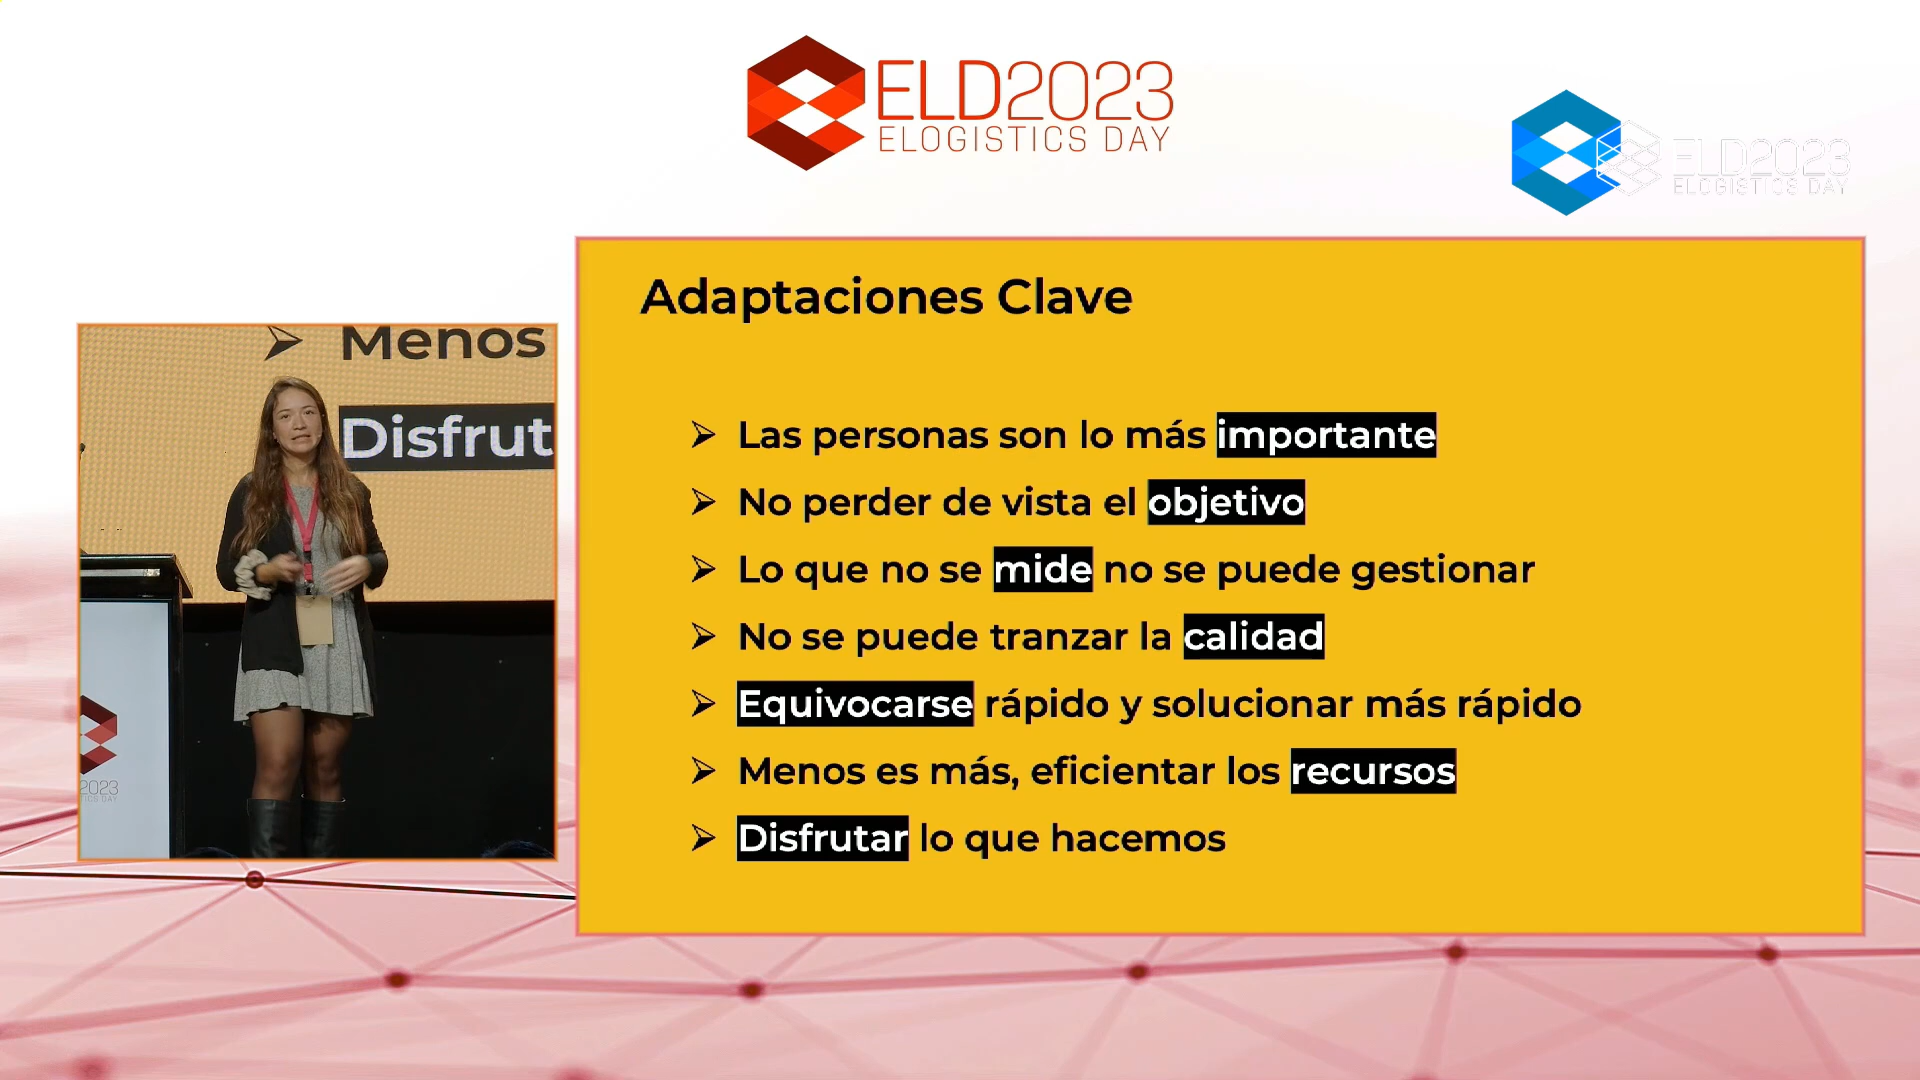 ELD2023
ELOGISTICS DAY
ELD2023
ELOGISTICS DAY
Adaptaciones Clave
➢ Las personas son lo más importante
➢ No perder de vista el objetivo
➢ Lo que no se mide no se puede gestionar
➢ No se puede tranzar la calidad
➢ Equivocarse rápido y solucionar más rápido
➢ Menos es más, eficientar los recursos
➢ Disfrutar lo que hacemos
➢ Menos
Disfrut
2023
TICS DAY